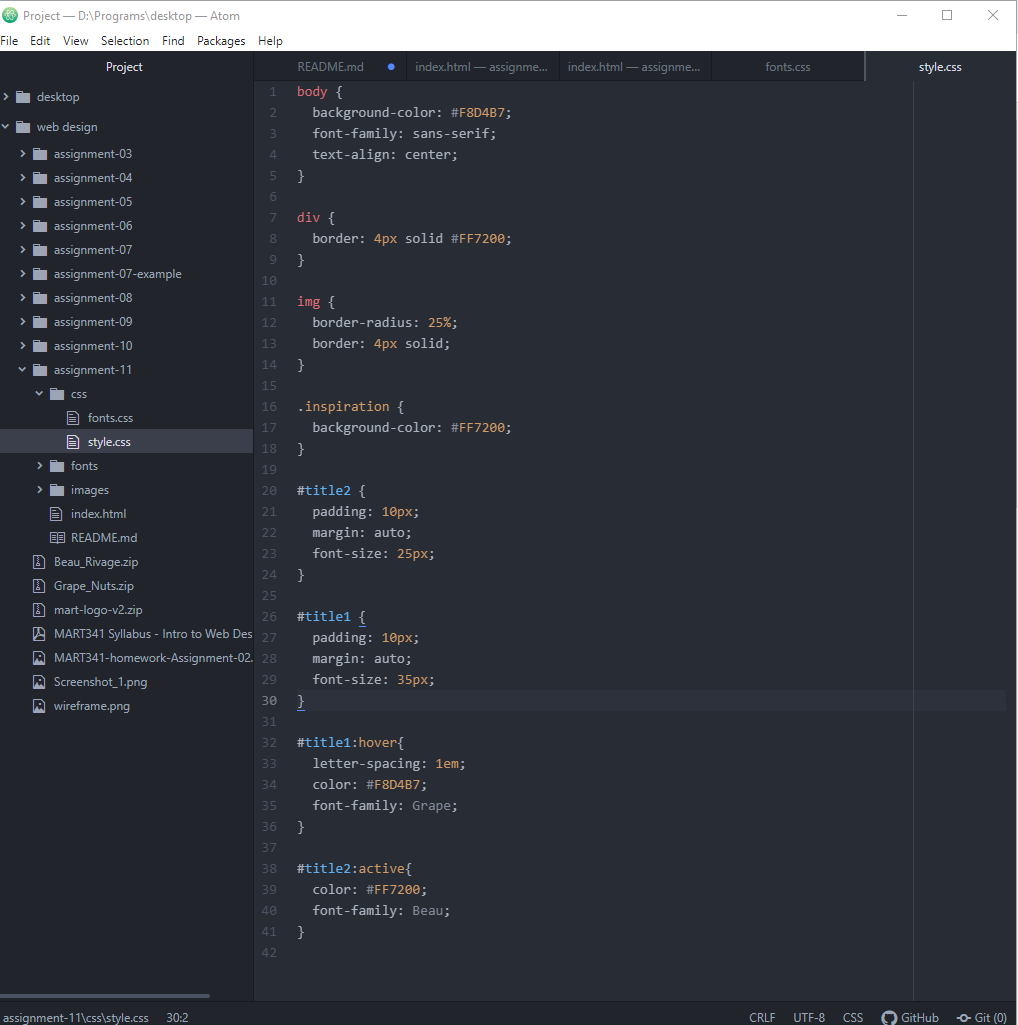 Project — D:\Programs\desktop — Atom
File Edit View Selection Find Packages Help
Project
desktop
web design
assignment-03
assignment-04
assignment-05
assignment-06
assignment-07
assignment-07-example
assignment-08
assignment-09
assignment-10
assignment-11
css
fonts.css
style.css
fonts
images
index.html
README.md
Beau_Rivage.zip
Grape_Nuts.zip
mart-logo-v2.zip
MART341 Syllabus - Intro to Web Des
MART341-homework-Assignment-02.
Screenshot_1.png
wireframe.png
README.md index.html — assignme... index.html — assignme... fonts.css style.css
1 body {
2   background-color: #F8D4B7;
3   font-family: sans-serif;
4   text-align: center;
5 }
6
7 div {
8   border: 4px solid #FF7200;
9 }
10
11 img {
12   border-radius: 25%;
13   border: 4px solid;
14 }
15
16 .inspiration {
17   background-color: #FF7200;
18 }
19
20 #title2 {
21   padding: 10px;
22   margin: auto;
23   font-size: 25px;
24 }
25
26 #title1 {
27   padding: 10px;
28   margin: auto;
29   font-size: 35px;
30 }
31
32 #title1:hover{
33   letter-spacing: 1em;
34   color: #F8D4B7;
35   font-family: Grape;
36 }
37
38 #title2:active{
39   color: #FF7200;
40   font-family: Beau;
41 }
42
assignment-11\css\style.css 30:2 CRLF UTF-8 CSS GitHub Git (0)